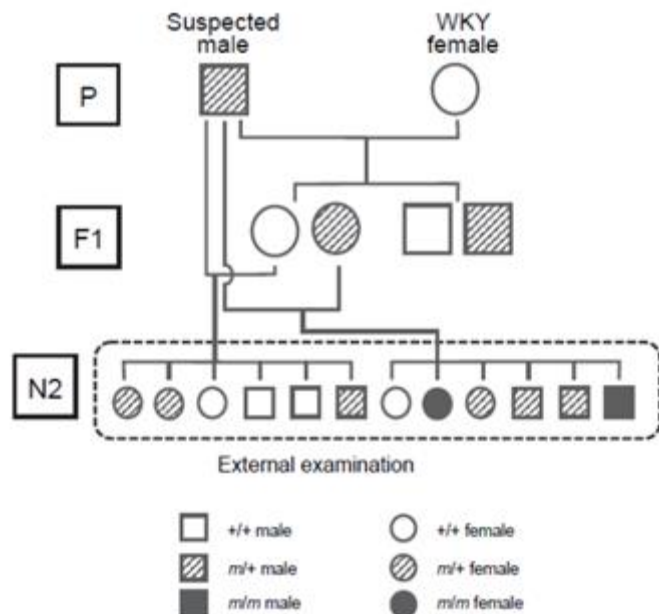 Suspected male
WKY female
P
F1
N2
External examination
+/+ male
+/+ female
m/+ male
m/+ female
m/m male
m/m female